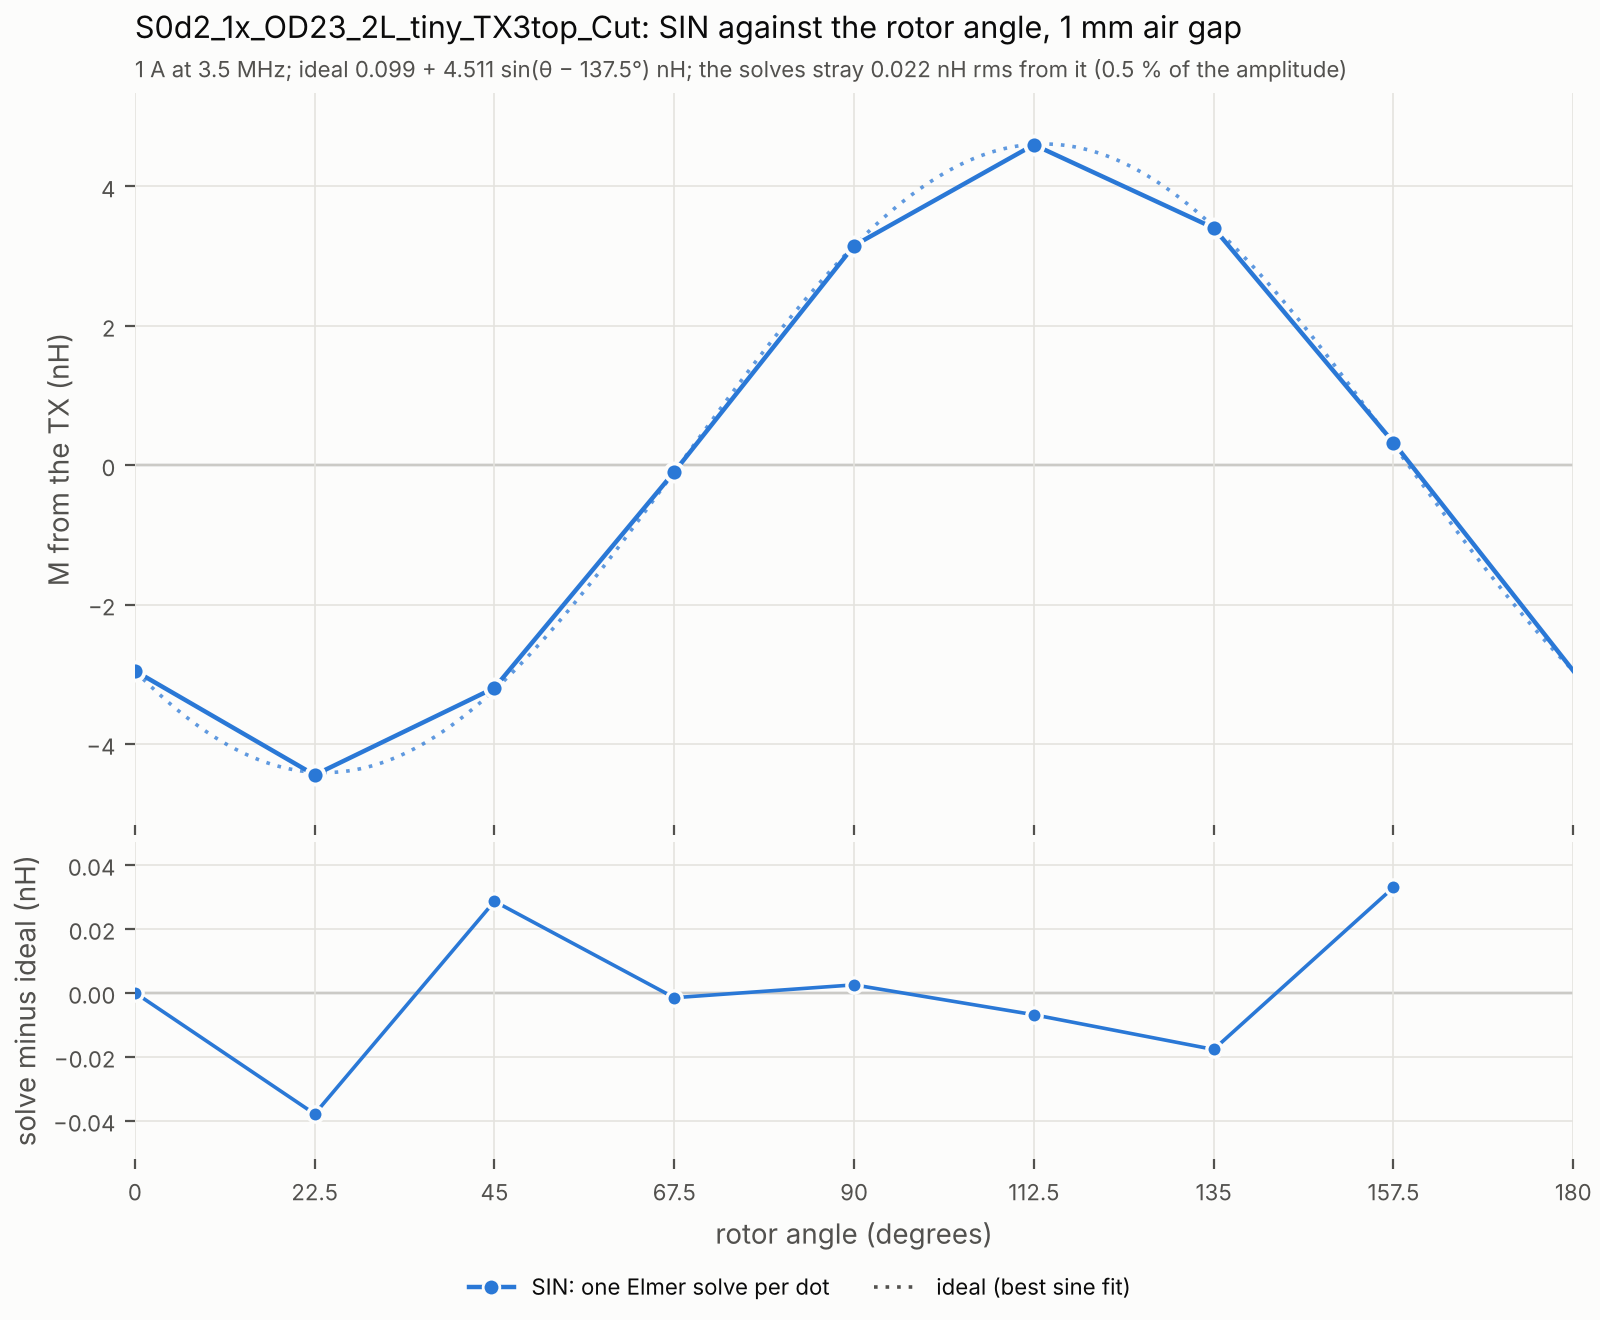 S0d2_1x_OD23_2L_tiny_TX3top_Cut: SIN against the rotor angle, 1 mm air gap
1 A at 3.5 MHz; ideal 0.099 + 4.511 sin(θ − 137.5°) nH; the solves stray 0.022 nH rms from it (0.5 % of the amplitude)
M from the TX (nH)
4
2
0
−2
−4
solve minus ideal (nH)
0.04
0.02
0.00
−0.02
−0.04
0 22.5 45 67.5 90 112.5 135 157.5 180
rotor angle (degrees)
SIN: one Elmer solve per dot ideal (best sine fit)